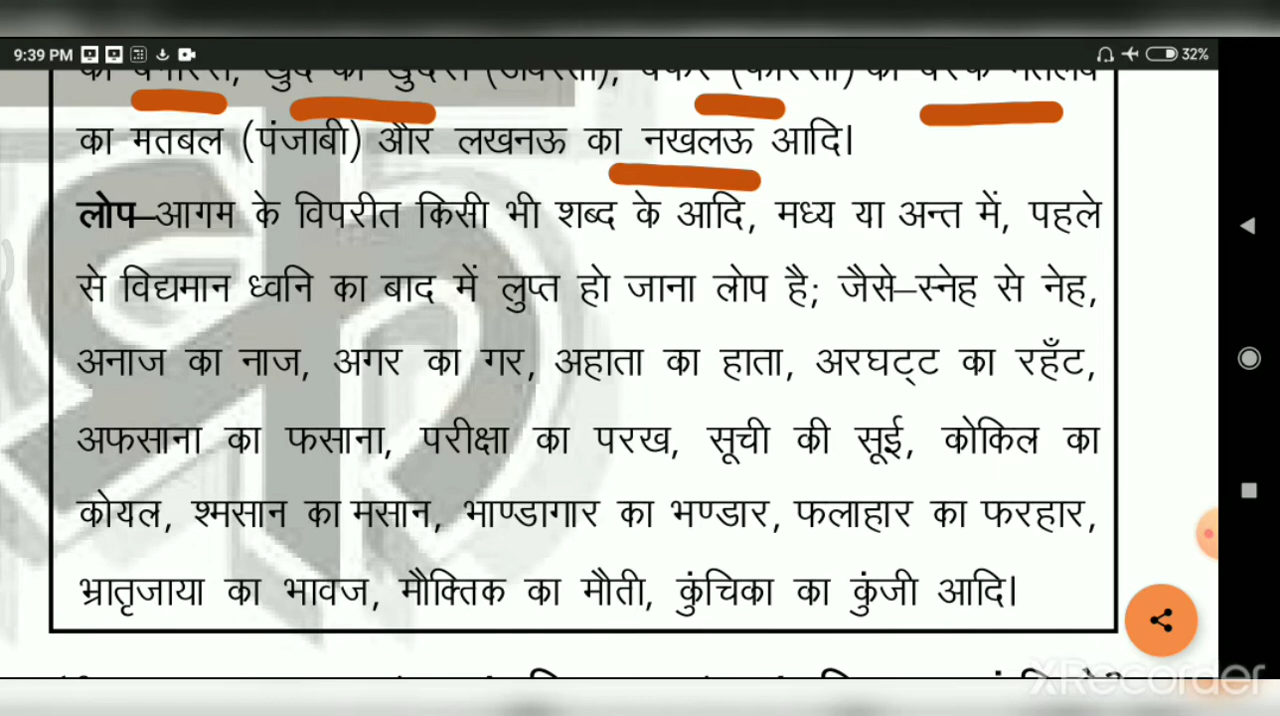 9:39 PM
32%
का मतबल (पंजाबी) और लखनऊ का नखलऊ आदि।
लोप–आगम के विपरीत किसी भी शब्द के आदि, मध्य या अन्त में, पहले
से विद्यमान ध्वनि का बाद में लुप्त हो जाना लोप है; जैसे–स्नेह से नेह,
अनाज का नाज, अगर का गर, अहाता का हाता, अरघट्‌ट का रहँट,
अफसाना का फसाना, परीक्षा का परख, सूची की सूई, कोकिल का
कोयल, श्मसान का मसान, भाण्डागार का भण्डार, फलाहार का फरहार,
भ्रातृजाया का भावज, मौक्तिक का मौती, कुंचिका का कुंजी आदि।
XRecorder